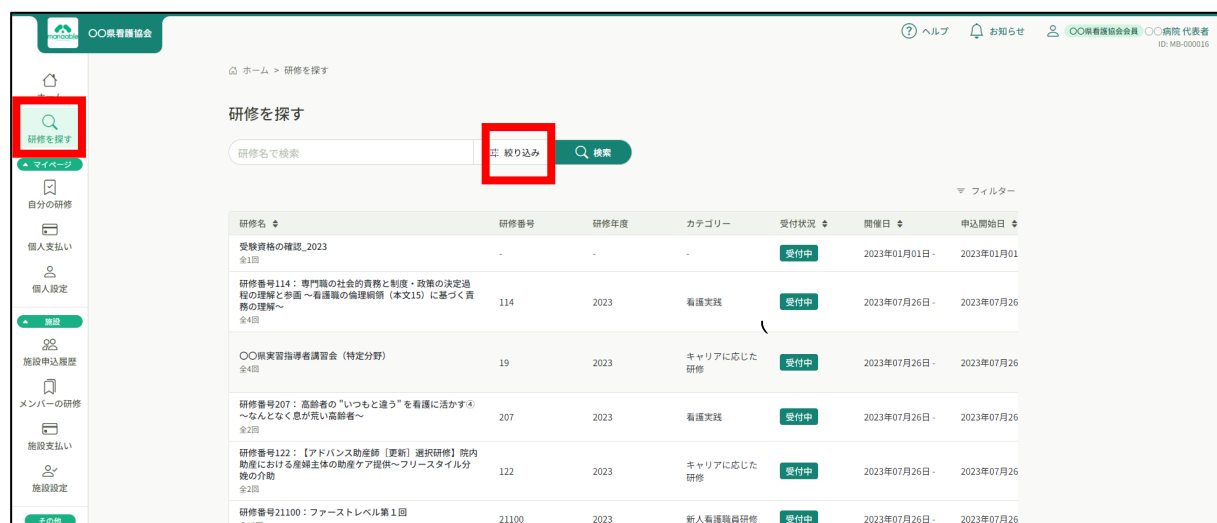 manaable
〇〇県看護協会
ヘルプ
お知らせ
〇〇県看護協会会員 〇〇病院 代表者
ID: MB-000016
ホーム > 研修を探す
ホーム
研修を探す
マイページ
自分の研修
個人支払い
個人設定
施設
施設申込履歴
メンバーの研修
施設支払い
施設設定
その他
研修を探す
研修名で検索
絞り込み
検索
フィルター
研修名 研修番号 研修年度 カテゴリー 受付状況 開催日 申込開始日
受験資格の確認_2023
全1回
- - - 受付中 2023年01月01日 - 2023年01月01
研修番号114： 専門職の社会的責務と制度・政策の決定過
程の理解と参画 ～看護職の倫理綱領（本文15）に基づく責
務の理解～
全4回
114 2023 看護実践 受付中 2023年07月26日 - 2023年07月26
〇〇県実習指導者講習会（特定分野）
全4回
19 2023 キャリアに応じた
研修
受付中 2023年07月26日 - 2023年07月26
研修番号207： 高齢者の "いつもと違う" を看護に活かす④
～なんとなく息が荒い高齢者～
全2回
207 2023 看護実践 受付中 2023年07月26日 - 2023年07月26
研修番号122：【アドバンス助産師［更新］選択研修】院内
助産における産婦主体の助産ケア提供～フリースタイル分
娩の介助
全2回
122 2023 キャリアに応じた
研修
受付中 2023年07月26日 - 2023年07月26
研修番号21100：ファーストレベル第１回
21100 2023 新人看護職員研修 受付中 2023年07月26日 - 2023年07月26